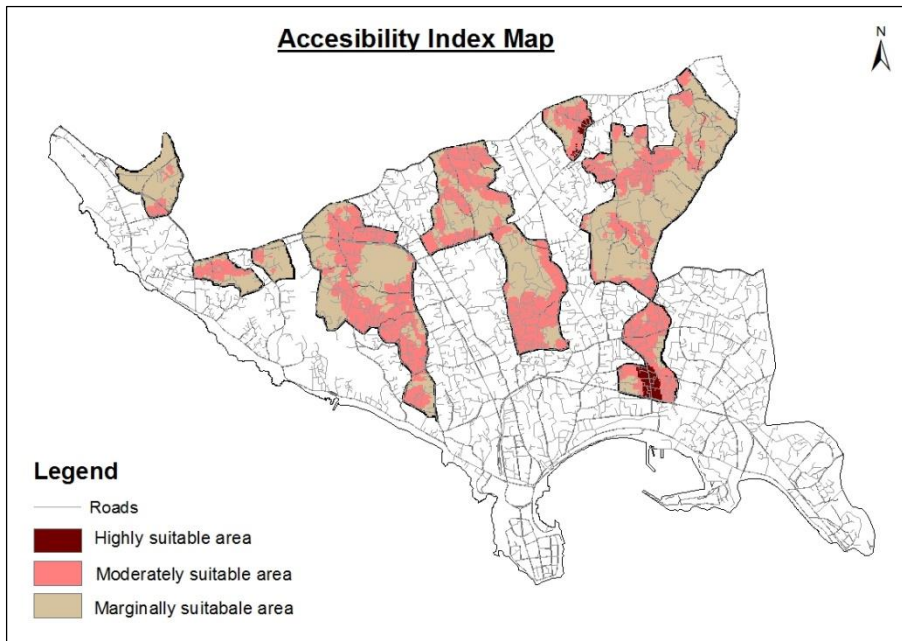 Accesibility Index Map
N
Legend
Roads
Highly suitable area
Moderately suitable area
Marginally suitabale area